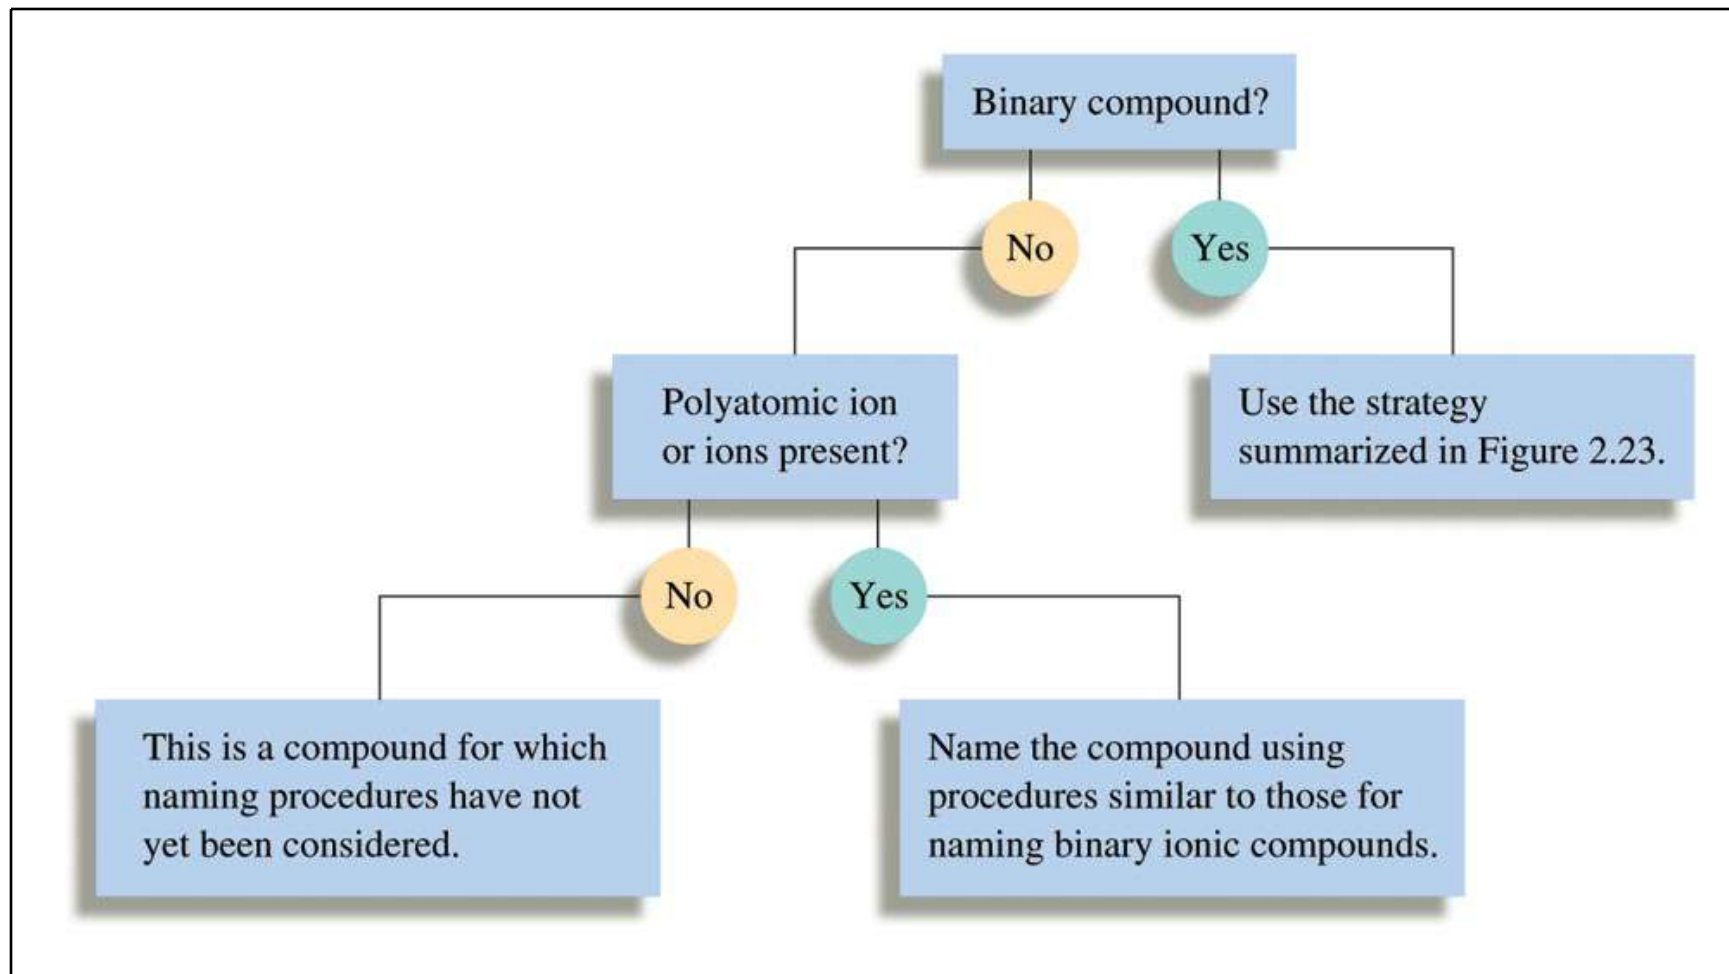 Binary compound?
No
Yes
Polyatomic ion
or ions present?
Use the strategy
summarized in Figure 2.23.
No
Yes
This is a compound for which
naming procedures have not
yet been considered.
Name the compound using
procedures similar to those for
naming binary ionic compounds.